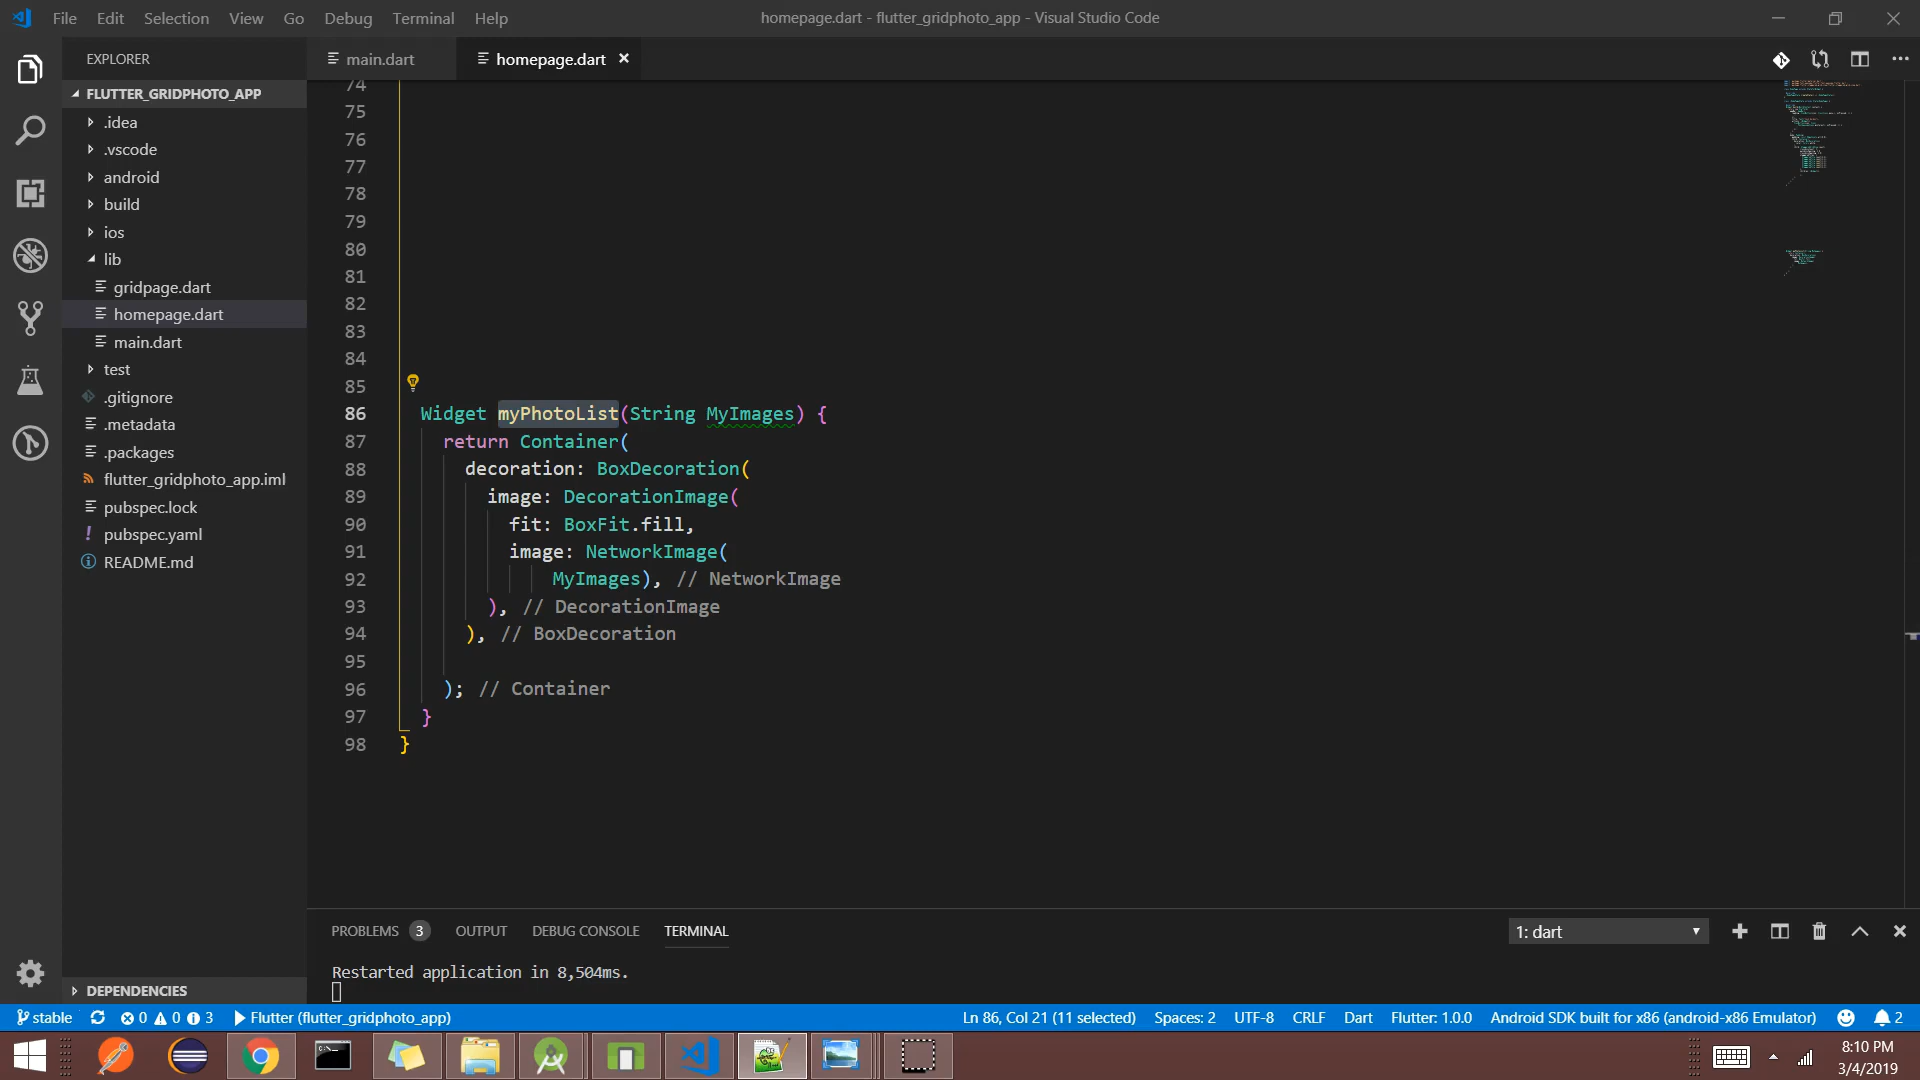 File Edit Selection View Go Debug Terminal Help
homepage.dart - flutter_gridphoto_app - Visual Studio Code
EXPLORER
main.dart
homepage.dart
FLUTTER_GRIDPHOTO_APP
.idea
.vscode
android
build
ios
lib
gridpage.dart
homepage.dart
main.dart
test
.gitignore
.metadata
.packages
flutter_gridphoto_app.iml
pubspec.lock
pubspec.yaml
README.md
DEPENDENCIES
74
75
76
77
78
79
80
81
82
83
84
85
86 Widget myPhotoList(String MyImages) {
87 return Container(
88 decoration: BoxDecoration(
89 image: DecorationImage(
90 fit: BoxFit.fill,
91 image: NetworkImage(
92 MyImages), // NetworkImage
93 ), // DecorationImage
94 ), // BoxDecoration
95
96 ); // Container
97 }
98 }
PROBLEMS 3 OUTPUT DEBUG CONSOLE TERMINAL
1: dart
Restarted application in 8,504ms.
stable 0 0 3 Flutter (flutter_gridphoto_app)
Ln 86, Col 21 (11 selected) Spaces: 2 UTF-8 CRLF Dart Flutter: 1.0.0 Android SDK built for x86 (android-x86 Emulator) 2
8:10 PM
3/4/2019